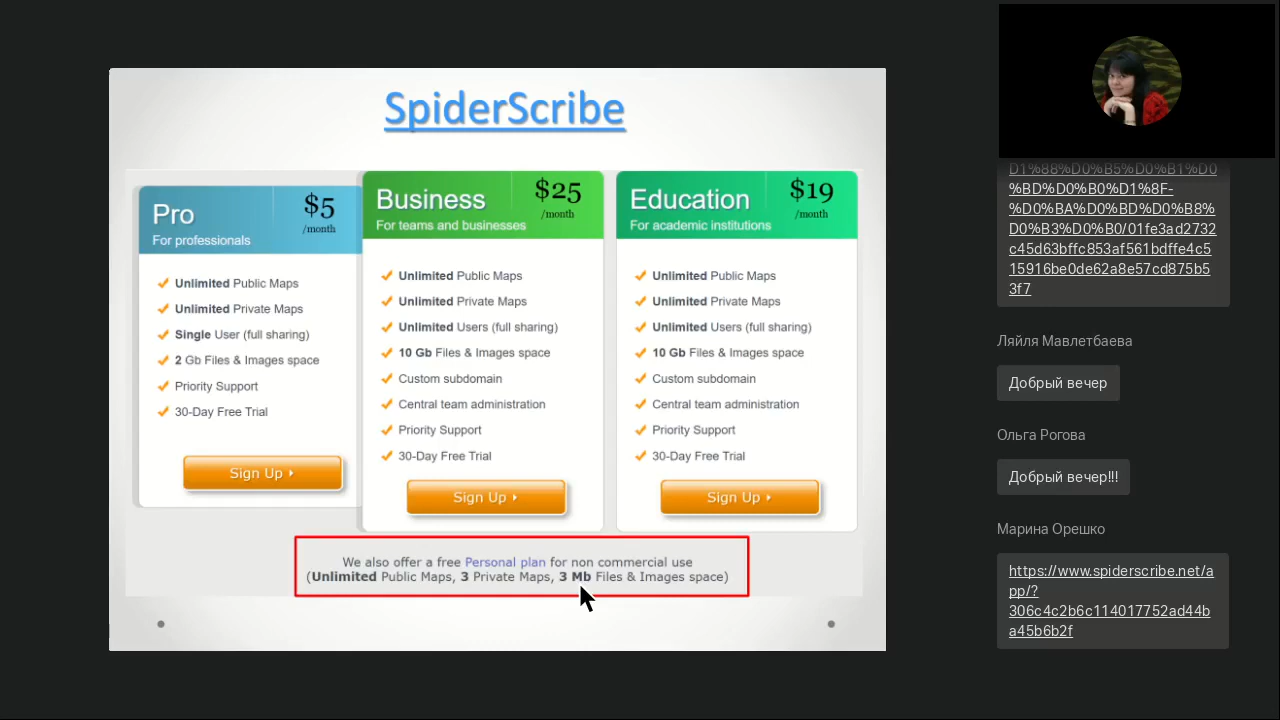 SpiderScribe
Pro
$5
/month
For professionals
Unlimited Public Maps
Unlimited Private Maps
Single User (full sharing)
2 Gb Files & Images space
Priority Support
30-Day Free Trial
Sign Up
Business
$25
/month
For teams and businesses
Unlimited Public Maps
Unlimited Private Maps
Unlimited Users (full sharing)
10 Gb Files & Images space
Custom subdomain
Central team administration
Priority Support
30-Day Free Trial
Sign Up
Education
$19
/month
For academic institutions
Unlimited Public Maps
Unlimited Private Maps
Unlimited Users (full sharing)
10 Gb Files & Images space
Custom subdomain
Central team administration
Priority Support
30-Day Free Trial
Sign Up
We also offer a free Personal plan for non commercial use
(Unlimited Public Maps, 3 Private Maps, 3 Mb Files & Images space)
D1%88%D0%B5%D0%B1%D0
%BD%D0%B0%D1%8F-
%D0%BA%D0%BD%D0%B8%
D0%B3%D0%B0/01fe3ad2732
c45d63bffc853af561bdffe4c5
15916be0de62a8e57cd875b5
3f7
Ляйля Мавлетбаева
Добрый вечер
Ольга Рогова
Добрый вечер!!!
Марина Орешко
https://www.spiderscribe.net/a
pp/?
306c4c2b6c114017752ad44b
a45b6b2f